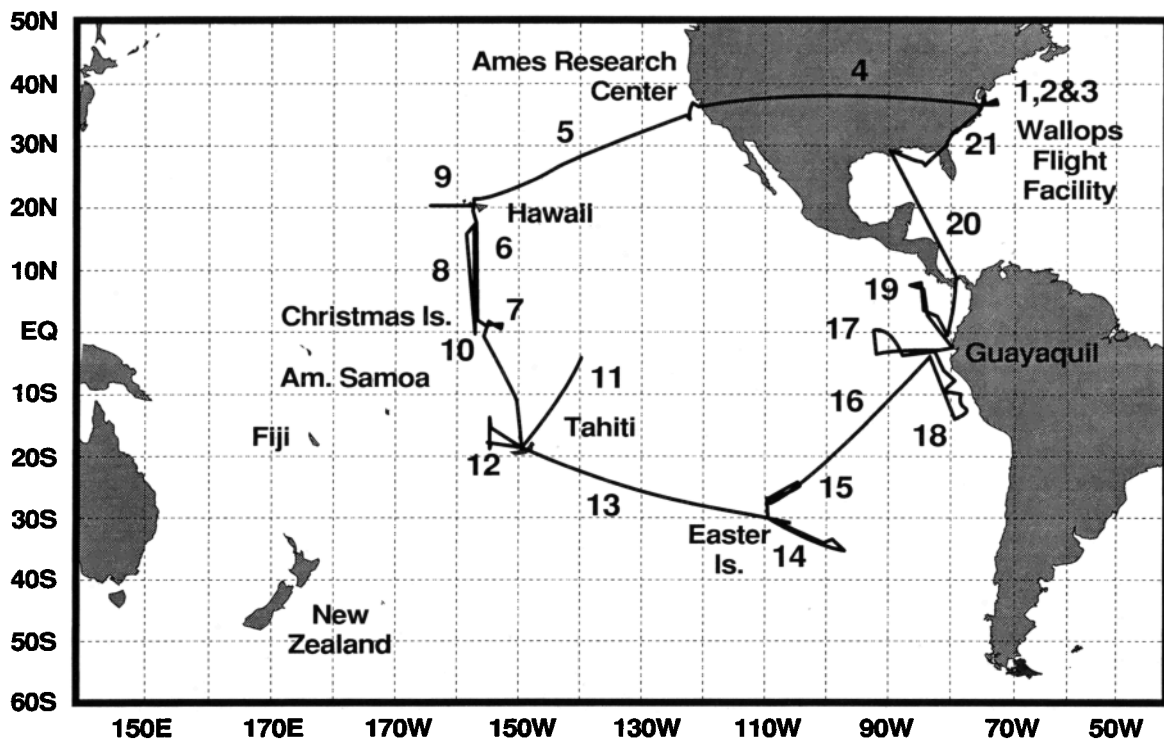 50N
40N
30N
20N
10N
EQ
10S
20S
30S
40S
50S
60S
150E
170E
170W
150W
130W
110W
90W
70W
50W
Ames Research
Center
4
1,2&3
Wallops
Flight
Facility
21
5
9
Hawaii
20
6
8
7
19
Christmas Is.
10
17
Guayaquil
Am. Samoa
11
16
Fiji
Tahiti
18
12
15
13
Easter
Is.
14
New
Zealand